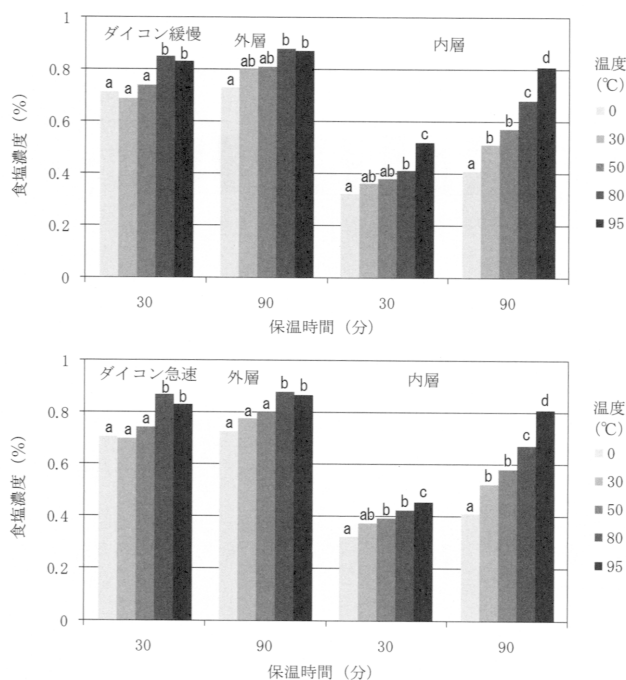 1
0.8
0.6
0.4
0.2
0
食塩濃度 (%)
ダイコン緩慢 外層 内層
a a a b b
a ab ab b b
a ab ab b c
a b b c d
30 90 30 90
保温時間 (分)
温度
(℃)
0
30
50
80
95
1
0.8
0.6
0.4
0.2
0
食塩濃度 (%)
ダイコン急速 外層 内層
a a a b b
a a a b b
a ab b b c
a b b c d
30 90 30 90
保温時間 (分)
温度
(℃)
0
30
50
80
95